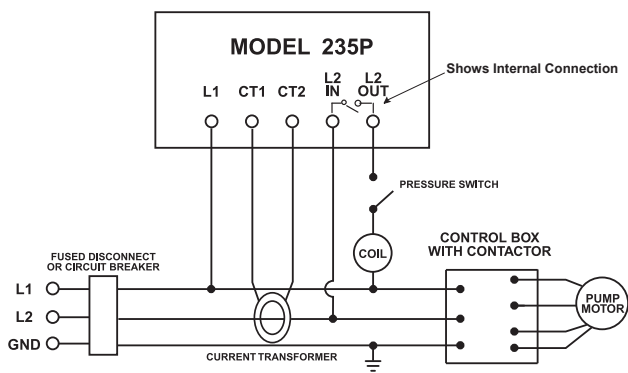 MODEL 235P
Shows Internal Connection
L1
CT1
CT2
L2
IN
L2
OUT
PRESSURE SWITCH
COIL
FUSED DISCONNECT
OR CIRCUIT BREAKER
CONTROL BOX
WITH CONTACTOR
L1
L2
GND
PUMP
MOTOR
CURRENT TRANSFORMER